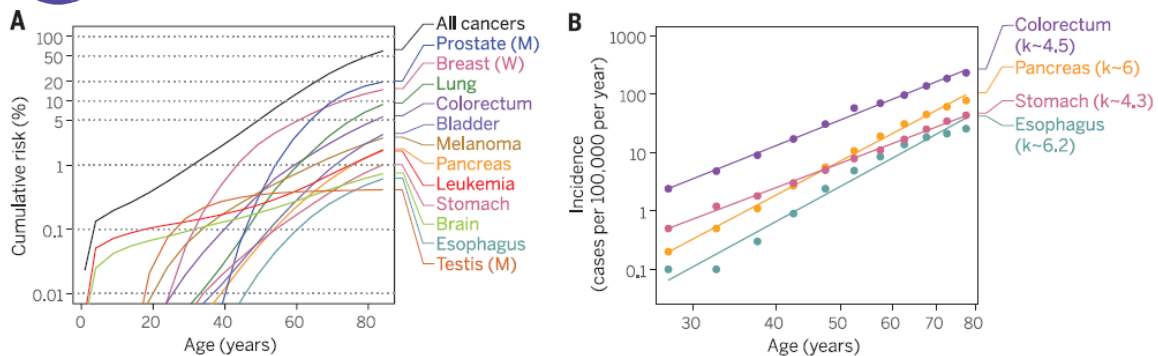 A
Cumulative risk (%)
100
50
20
10
5
1
0.1
0.01
0
20
40
60
80
Age (years)
All cancers
Prostate (M)
Breast (W)
Lung
Colorectum
Bladder
Melanoma
Pancreas
Leukemia
Stomach
Brain
Esophagus
Testis (M)
B
Incidence
(cases per 100,000 per year)
1000
100
10
1
0.1
30
40
50
60
70
80
Age (years)
Colorectum
(k~4.5)
Pancreas (k~6)
Stomach (k~4.3)
Esophagus
(k~6.2)